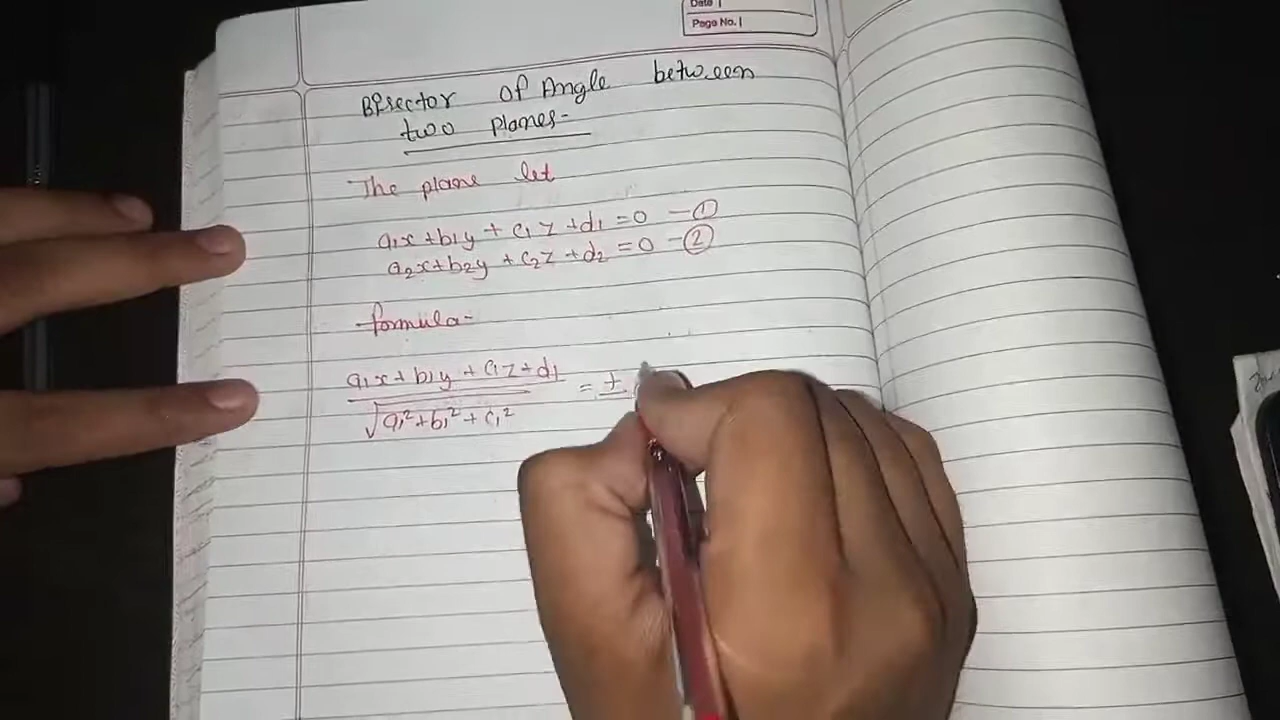 Date
Page No.
Bisector of Angle between
two planes-
The plane let
a₁x+b₁y+c₁z+d₁=0 -①
a₂x+b₂y+c₂z+d₂=0 -②
formula-
a₁x+b₁y+c₁z+d₁
= ±
√a₁²+b₁²+c₁²